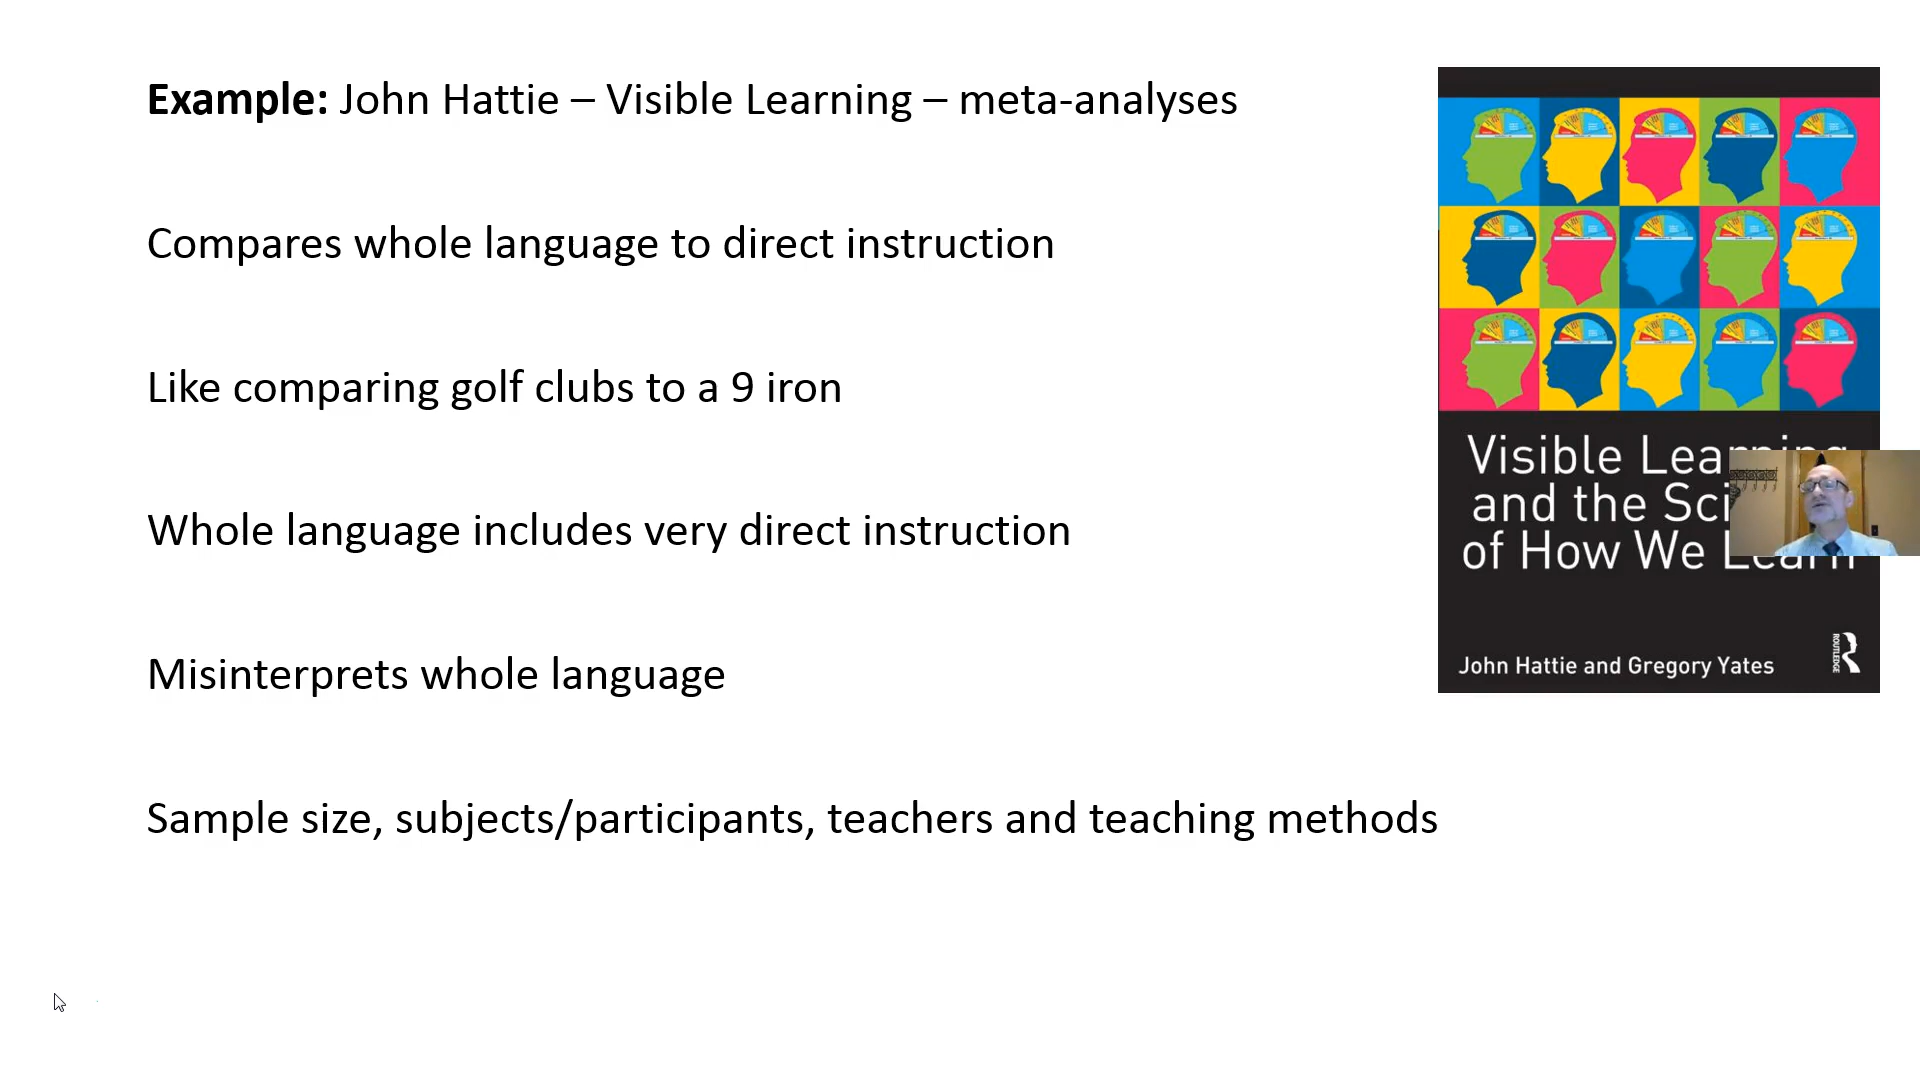 Example: John Hattie – Visible Learning – meta-analyses
Compares whole language to direct instruction
Like comparing golf clubs to a 9 iron
Whole language includes very direct instruction
Misinterprets whole language
Sample size, subjects/participants, teachers and teaching methods
Visible
and the
of How We
John Hattie and Gregory Yates
ROUTLEDGE